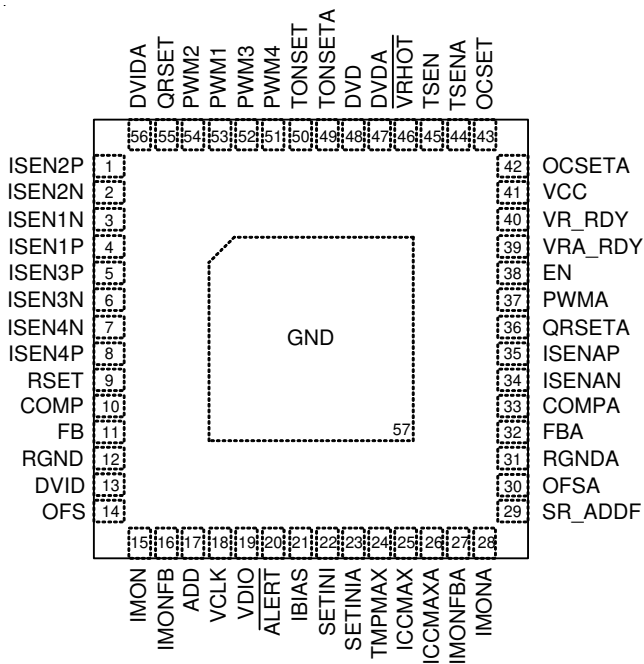 DVIDA
QRSET
PWM2
PWM1
PWM3
PWM4
TONSET
TONSETA
DVD
DVDA
VRHOT
TSEN
TSENA
OCSET
56 55 54 53 52 51 50 49 48 47 46 45 44 43
ISEN2P 1
ISEN2N 2
ISEN1N 3
ISEN1P 4
ISEN3P 5
ISEN3N 6
ISEN4N 7
ISEN4P 8
RSET 9
COMP 10
FB 11
RGND 12
DVID 13
OFS 14
GND
57
42 OCSETA
41 VCC
40 VR_RDY
39 VRA_RDY
38 EN
37 PWMA
36 QRSETA
35 ISENAP
34 ISENAN
33 COMPA
32 FBA
31 RGNDA
30 OFSA
29 SR_ADDF
15 16 17 18 19 20 21 22 23 24 25 26 27 28
IMON
IMONFB
ADD
VCLK
VDIO
ALERT
IBIAS
SETINI
SETINIA
TMPMAX
ICCMAX
ICCMAXA
IMONFBA
IMONA